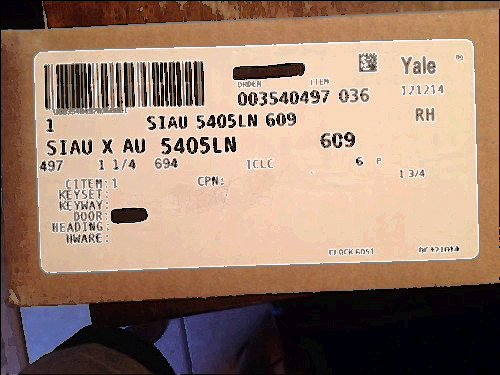 Yale
ORDER ITEM
003540497 036
121214
1 SIAU 5405LN 609
RH
SIAU X AU 5405LN 609
497 1 1/4 694 1CLC 6 P
1 3/4
CITEM: 1 CPN:
KEYSET:
KEYWAY:
DOOR:
HEADING:
HWARE: